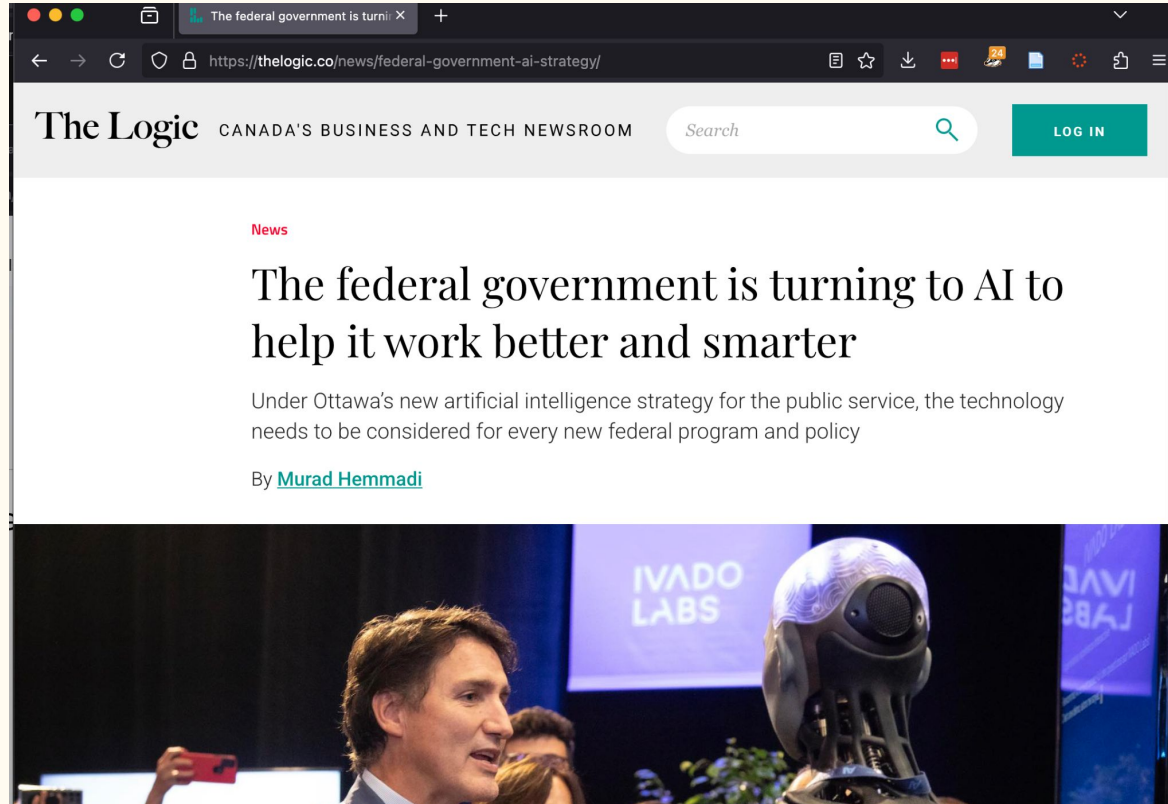 The federal government is turnin
https://thelogic.co/news/federal-government-ai-strategy/
24
The Logic CANADA'S BUSINESS AND TECH NEWSROOM Search LOG IN
News
The federal government is turning to AI to
help it work better and smarter
Under Ottawa's new artificial intelligence strategy for the public service, the technology
needs to be considered for every new federal program and policy
By Murad Hemmadi
IVADO
LABS
IVADO
LABS